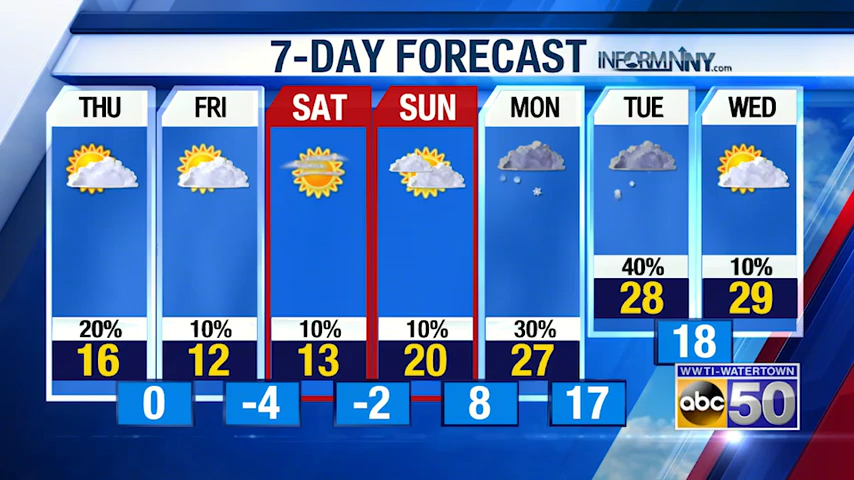 7-DAY FORECAST INFORMNNY.com
THU FRI SAT SUN MON TUE WED
40% 10%
28 29
20% 10% 10% 10% 30%
16 12 13 20 27
18
0 -4 -2 8 17
WWTI-WATERTOWN
abc 50